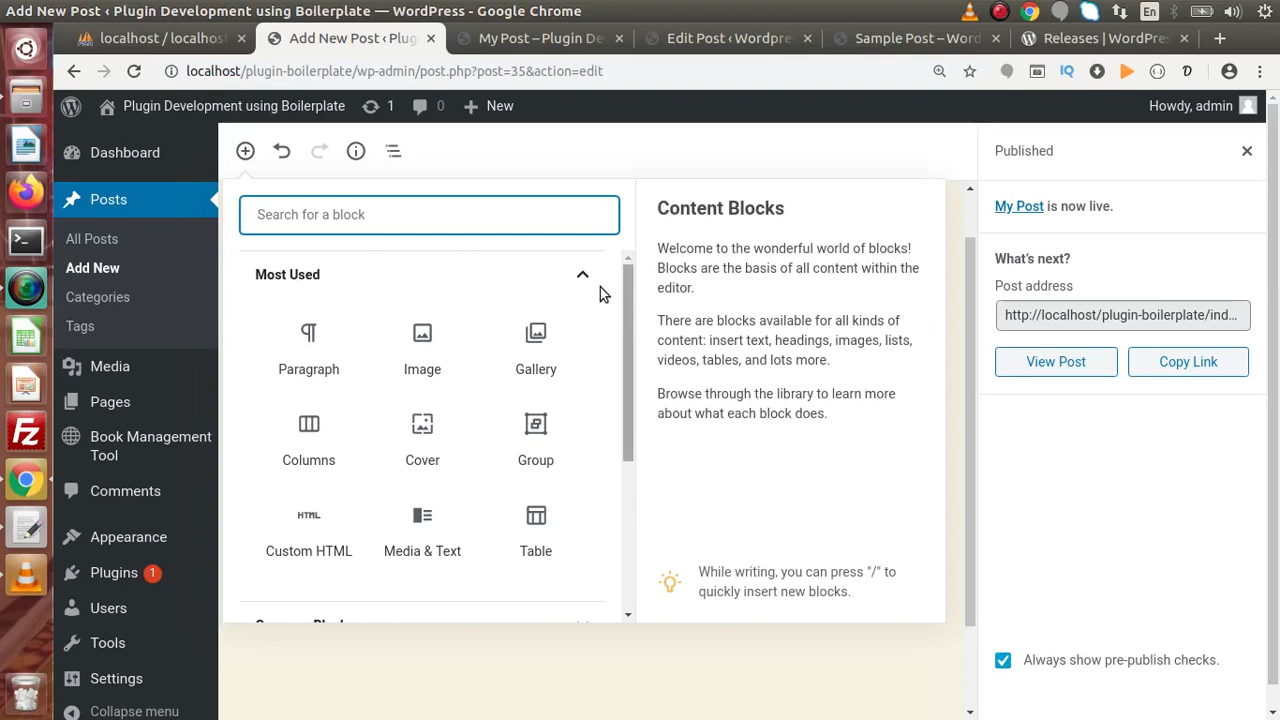 Add New Post ‹ Plugin Development using Boilerplate — WordPress - Google Chrome
En
localhost / localhos
Add New Post ‹ Plug
My Post – Plugin De
Edit Post ‹ Wordpre
Sample Post – Word
Releases | WordPre
localhost/plugin-boilerplate/wp-admin/post.php?post=35&action=edit
IQ
Plugin Development using Boilerplate
1
0
New
Howdy, admin
Dashboard
Posts
All Posts
Add New
Categories
Tags
Media
Pages
Book Management
Tool
Comments
Appearance
Plugins 1
Users
Tools
Settings
Collapse menu
Search for a block
Most Used
Paragraph
Image
Gallery
Columns
Cover
Group
HTML
Custom HTML
Media & Text
Table
Content Blocks
Welcome to the wonderful world of blocks!
Blocks are the basis of all content within the
editor.
There are blocks available for all kinds of
content: insert text, headings, images, lists,
videos, tables, and lots more.
Browse through the library to learn more
about what each block does.
While writing, you can press "/" to
quickly insert new blocks.
Published
My Post is now live.
What's next?
Post address
http://localhost/plugin-boilerplate/ind...
View Post
Copy Link
Always show pre-publish checks.